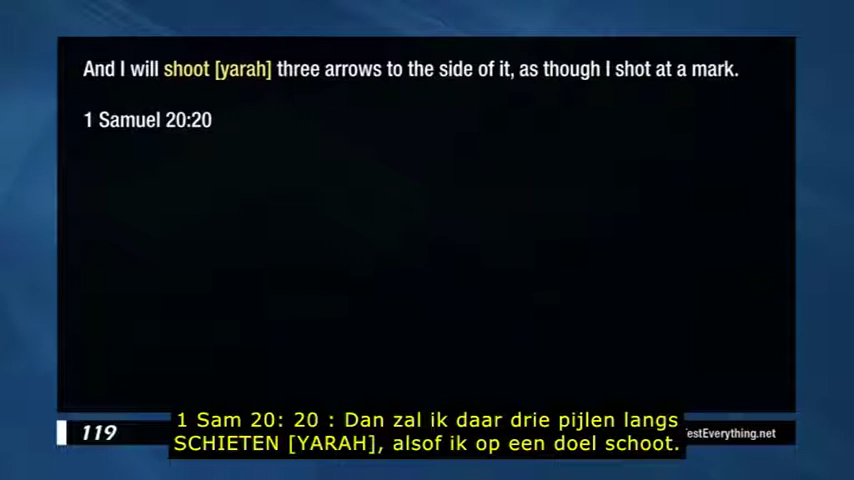 And I will shoot [yarah] three arrows to the side of it, as though I shot at a mark.
1 Samuel 20:20
1 Sam 20: 20 : Dan zal ik daar drie pijlen langs
SCHIETEN [YARAH], alsof ik op een doel schoot.
119
TestEverything.net